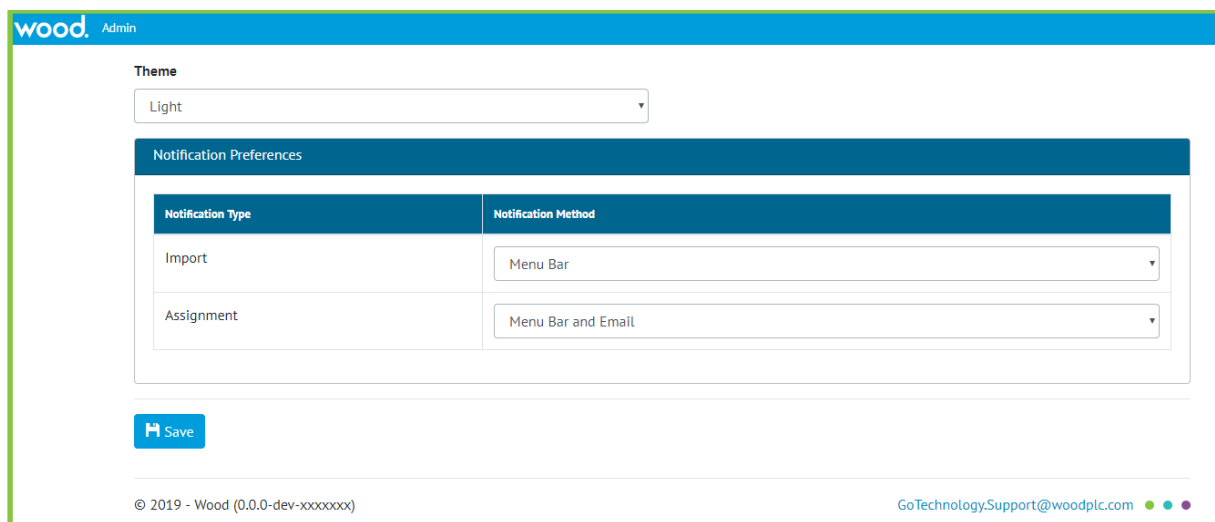 wood. Admin
Theme
Light
Notification Preferences
Notification Type Notification Method
Import Menu Bar
Assignment Menu Bar and Email
Save
© 2019 - Wood (0.0.0-dev-xxxxxxx) GoTechnology.Support@woodplc.com